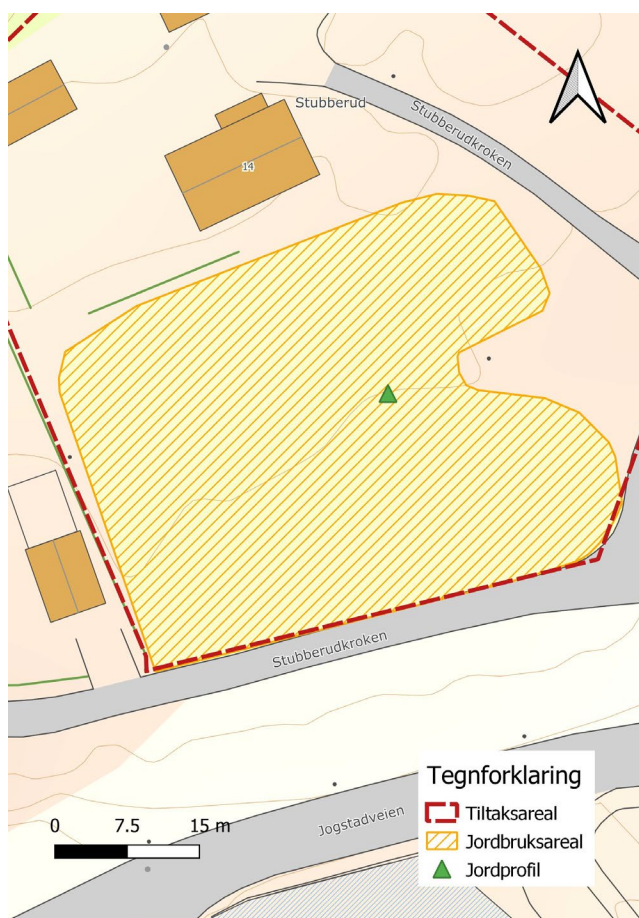 Stubberud
Stubberudkroken
14
Stubberudkroken
Jogstadveien
Tegnforklaring
Tiltaksareal
Jordbruksareal
Jordprofil
0 7.5 15 m